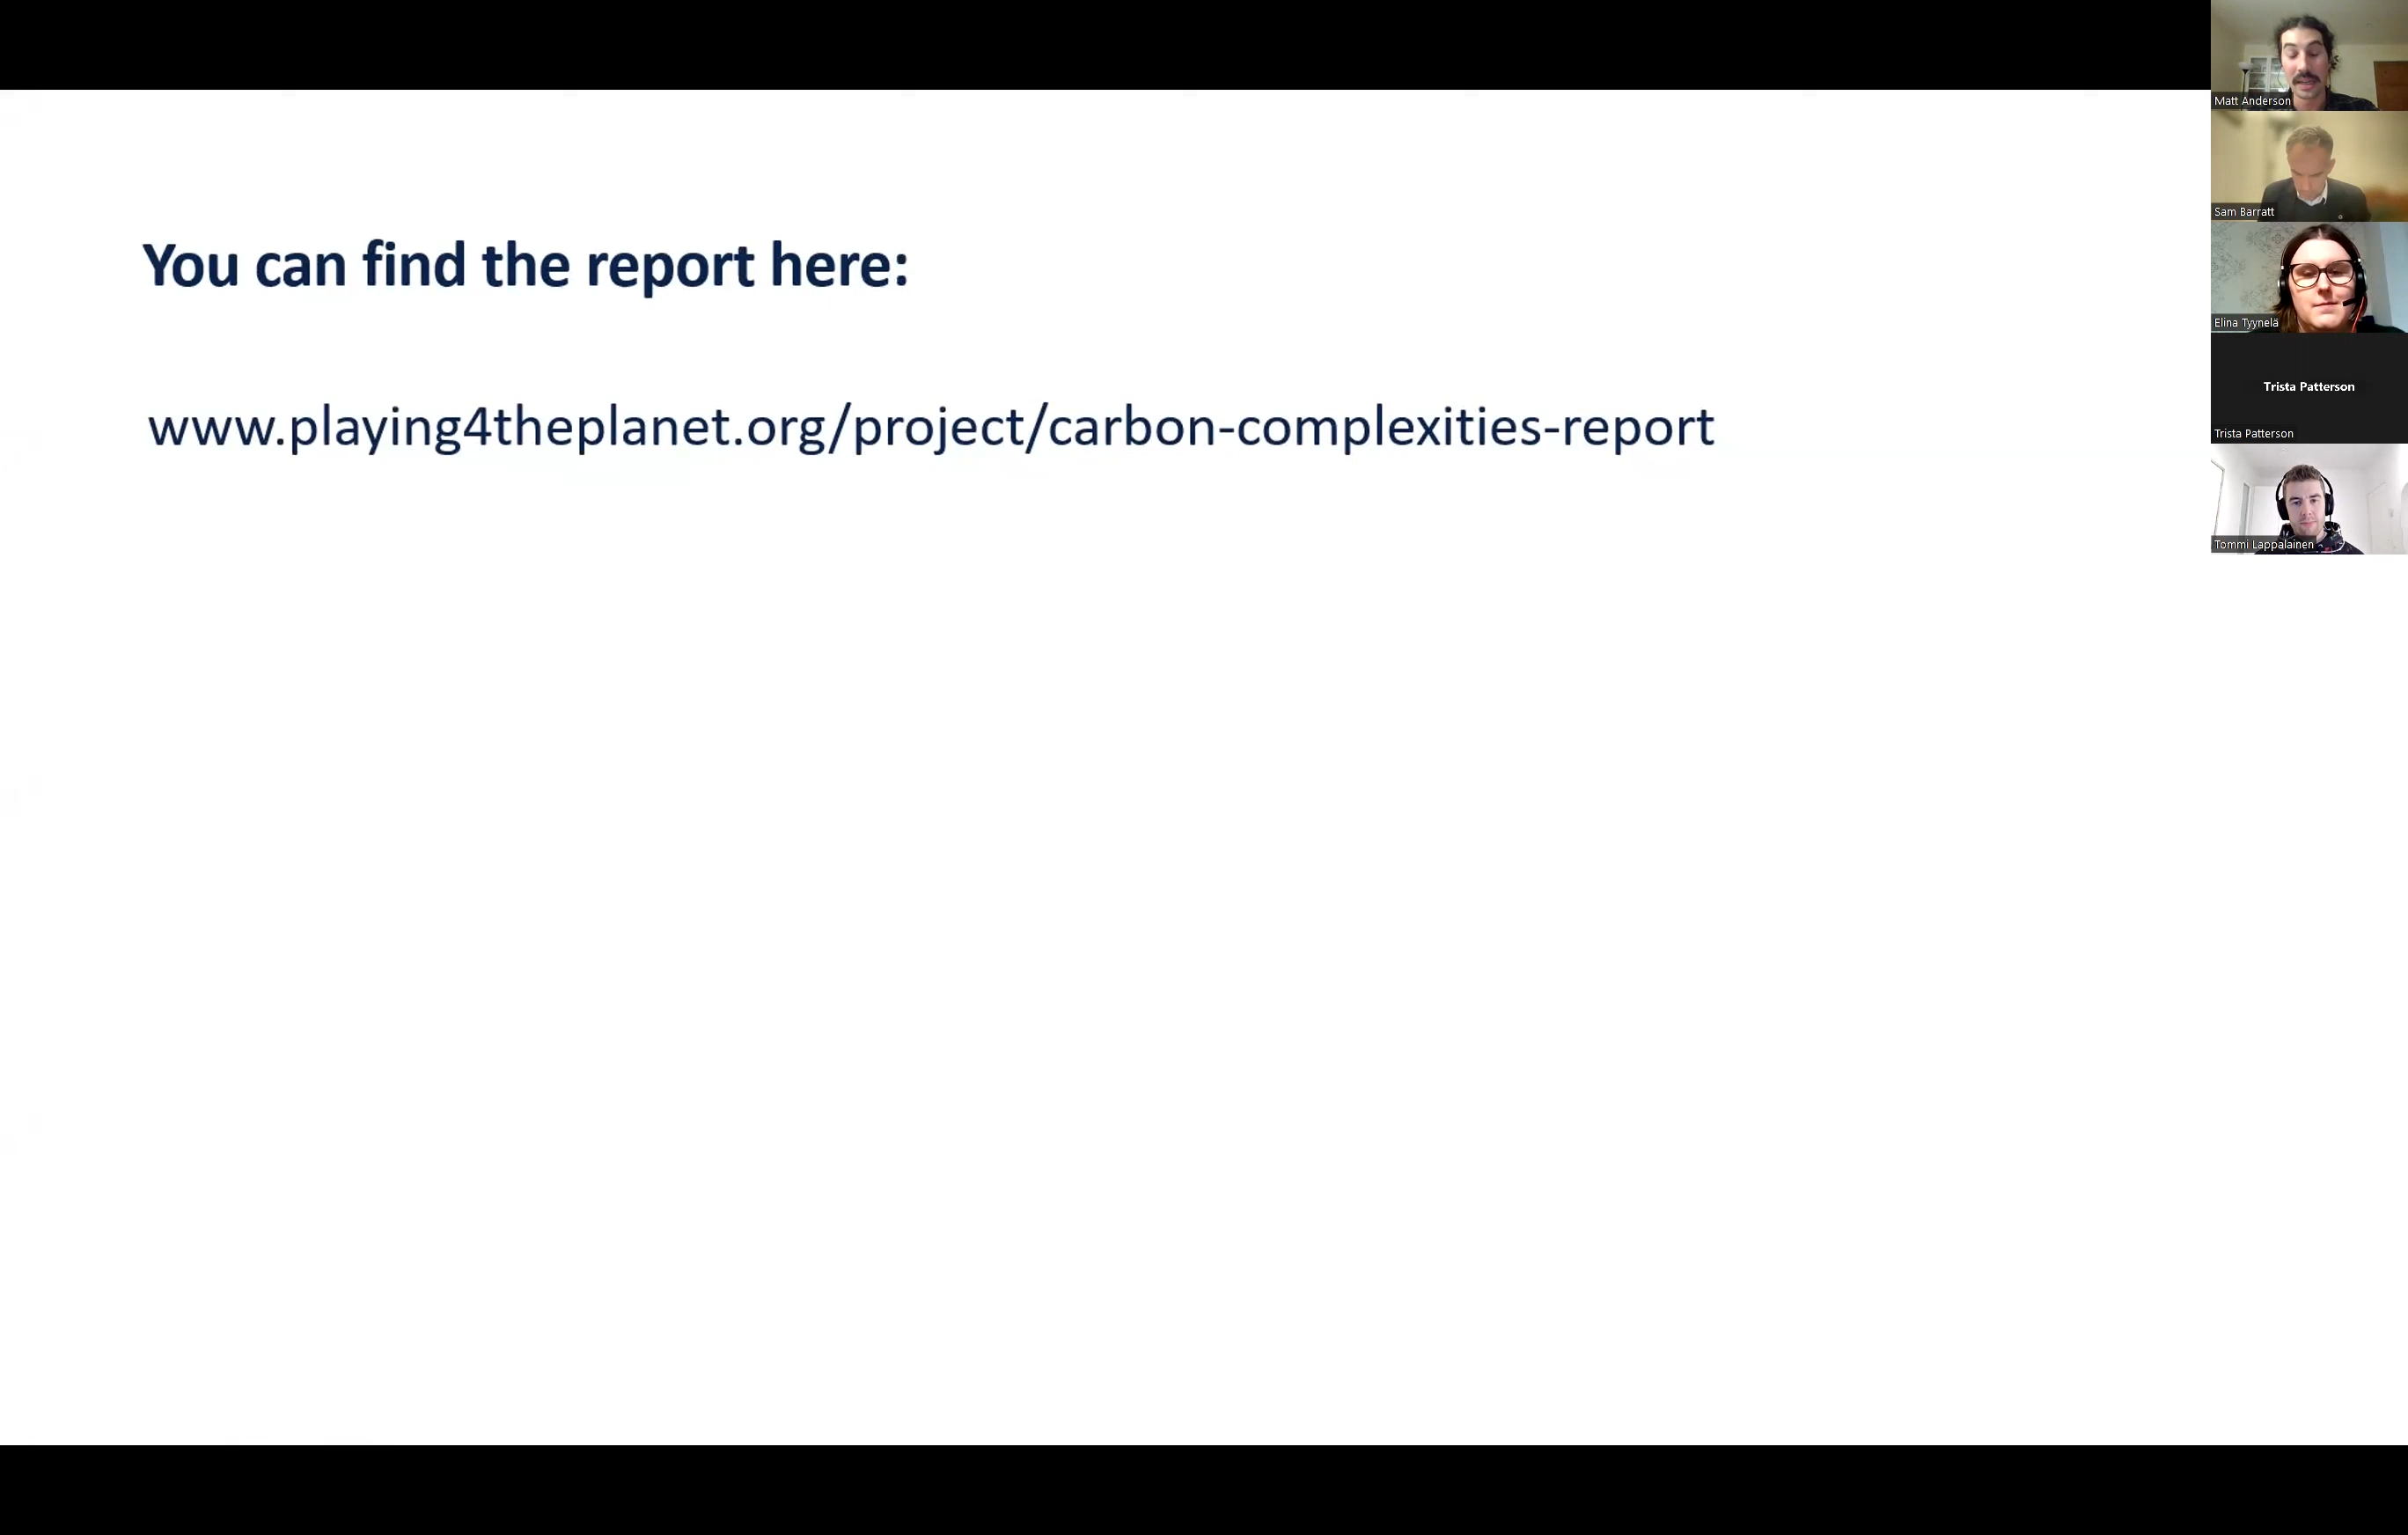 You can find the report here:
www.playing4theplanet.org/project/carbon-complexities-report
Matt Anderson
Sam Barratt
Elina Tyynelä
Trista Patterson
Trista Patterson
Tommi Lappalainen